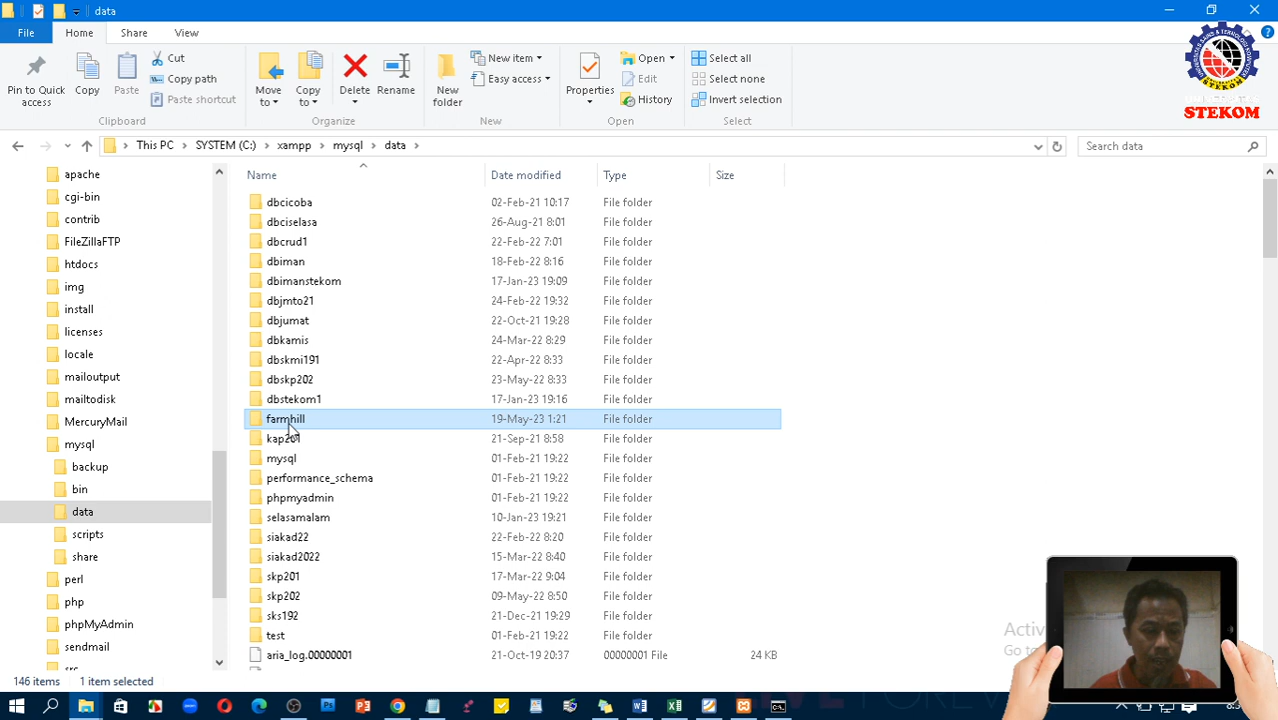 data
File Home Share View
Pin to Quick access
Copy
Paste
Cut
Copy path
Paste shortcut
Clipboard
Move to
Copy to
Delete
Rename
Organize
New folder
New item
Easy access
New
Properties
Open
Edit
History
Open
Select all
Select none
Invert selection
Select
STEKOM
This PC SYSTEM (C:) xampp mysql data
Search data
apache
cgi-bin
contrib
FileZillaFTP
htdocs
img
install
licenses
locale
mailoutput
mailtodisk
MercuryMail
mysql
backup
bin
data
scripts
share
perl
php
phpMyAdmin
sendmail
src
Name Date modified Type Size
dbcicoba 02-Feb-21 10:17 File folder
dbciselasa 26-Aug-21 8:01 File folder
dbcrud1 22-Feb-22 7:01 File folder
dbiman 18-Feb-22 8:16 File folder
dbimanstekom 17-Jan-23 19:09 File folder
dbjmto21 24-Feb-22 19:32 File folder
dbjumat 22-Oct-21 19:28 File folder
dbkamis 24-Mar-22 8:29 File folder
dbskmi191 22-Apr-22 8:33 File folder
dbskp202 23-May-22 8:33 File folder
dbstekom1 17-Jan-23 19:16 File folder
farmhill 19-May-23 1:21 File folder
kap201 21-Sep-21 8:58 File folder
mysql 01-Feb-21 19:22 File folder
performance_schema 01-Feb-21 19:22 File folder
phpmyadmin 01-Feb-21 19:22 File folder
selasamalam 10-Jan-23 19:21 File folder
siakad22 22-Feb-22 8:20 File folder
siakad2022 15-Mar-22 8:40 File folder
skp201 17-Mar-22 9:04 File folder
skp202 09-May-22 8:50 File folder
sks192 21-Dec-21 19:29 File folder
test 01-Feb-21 19:22 File folder
aria_log.00000001 21-Oct-19 20:37 00000001 File 24 KB
146 items 1 item selected